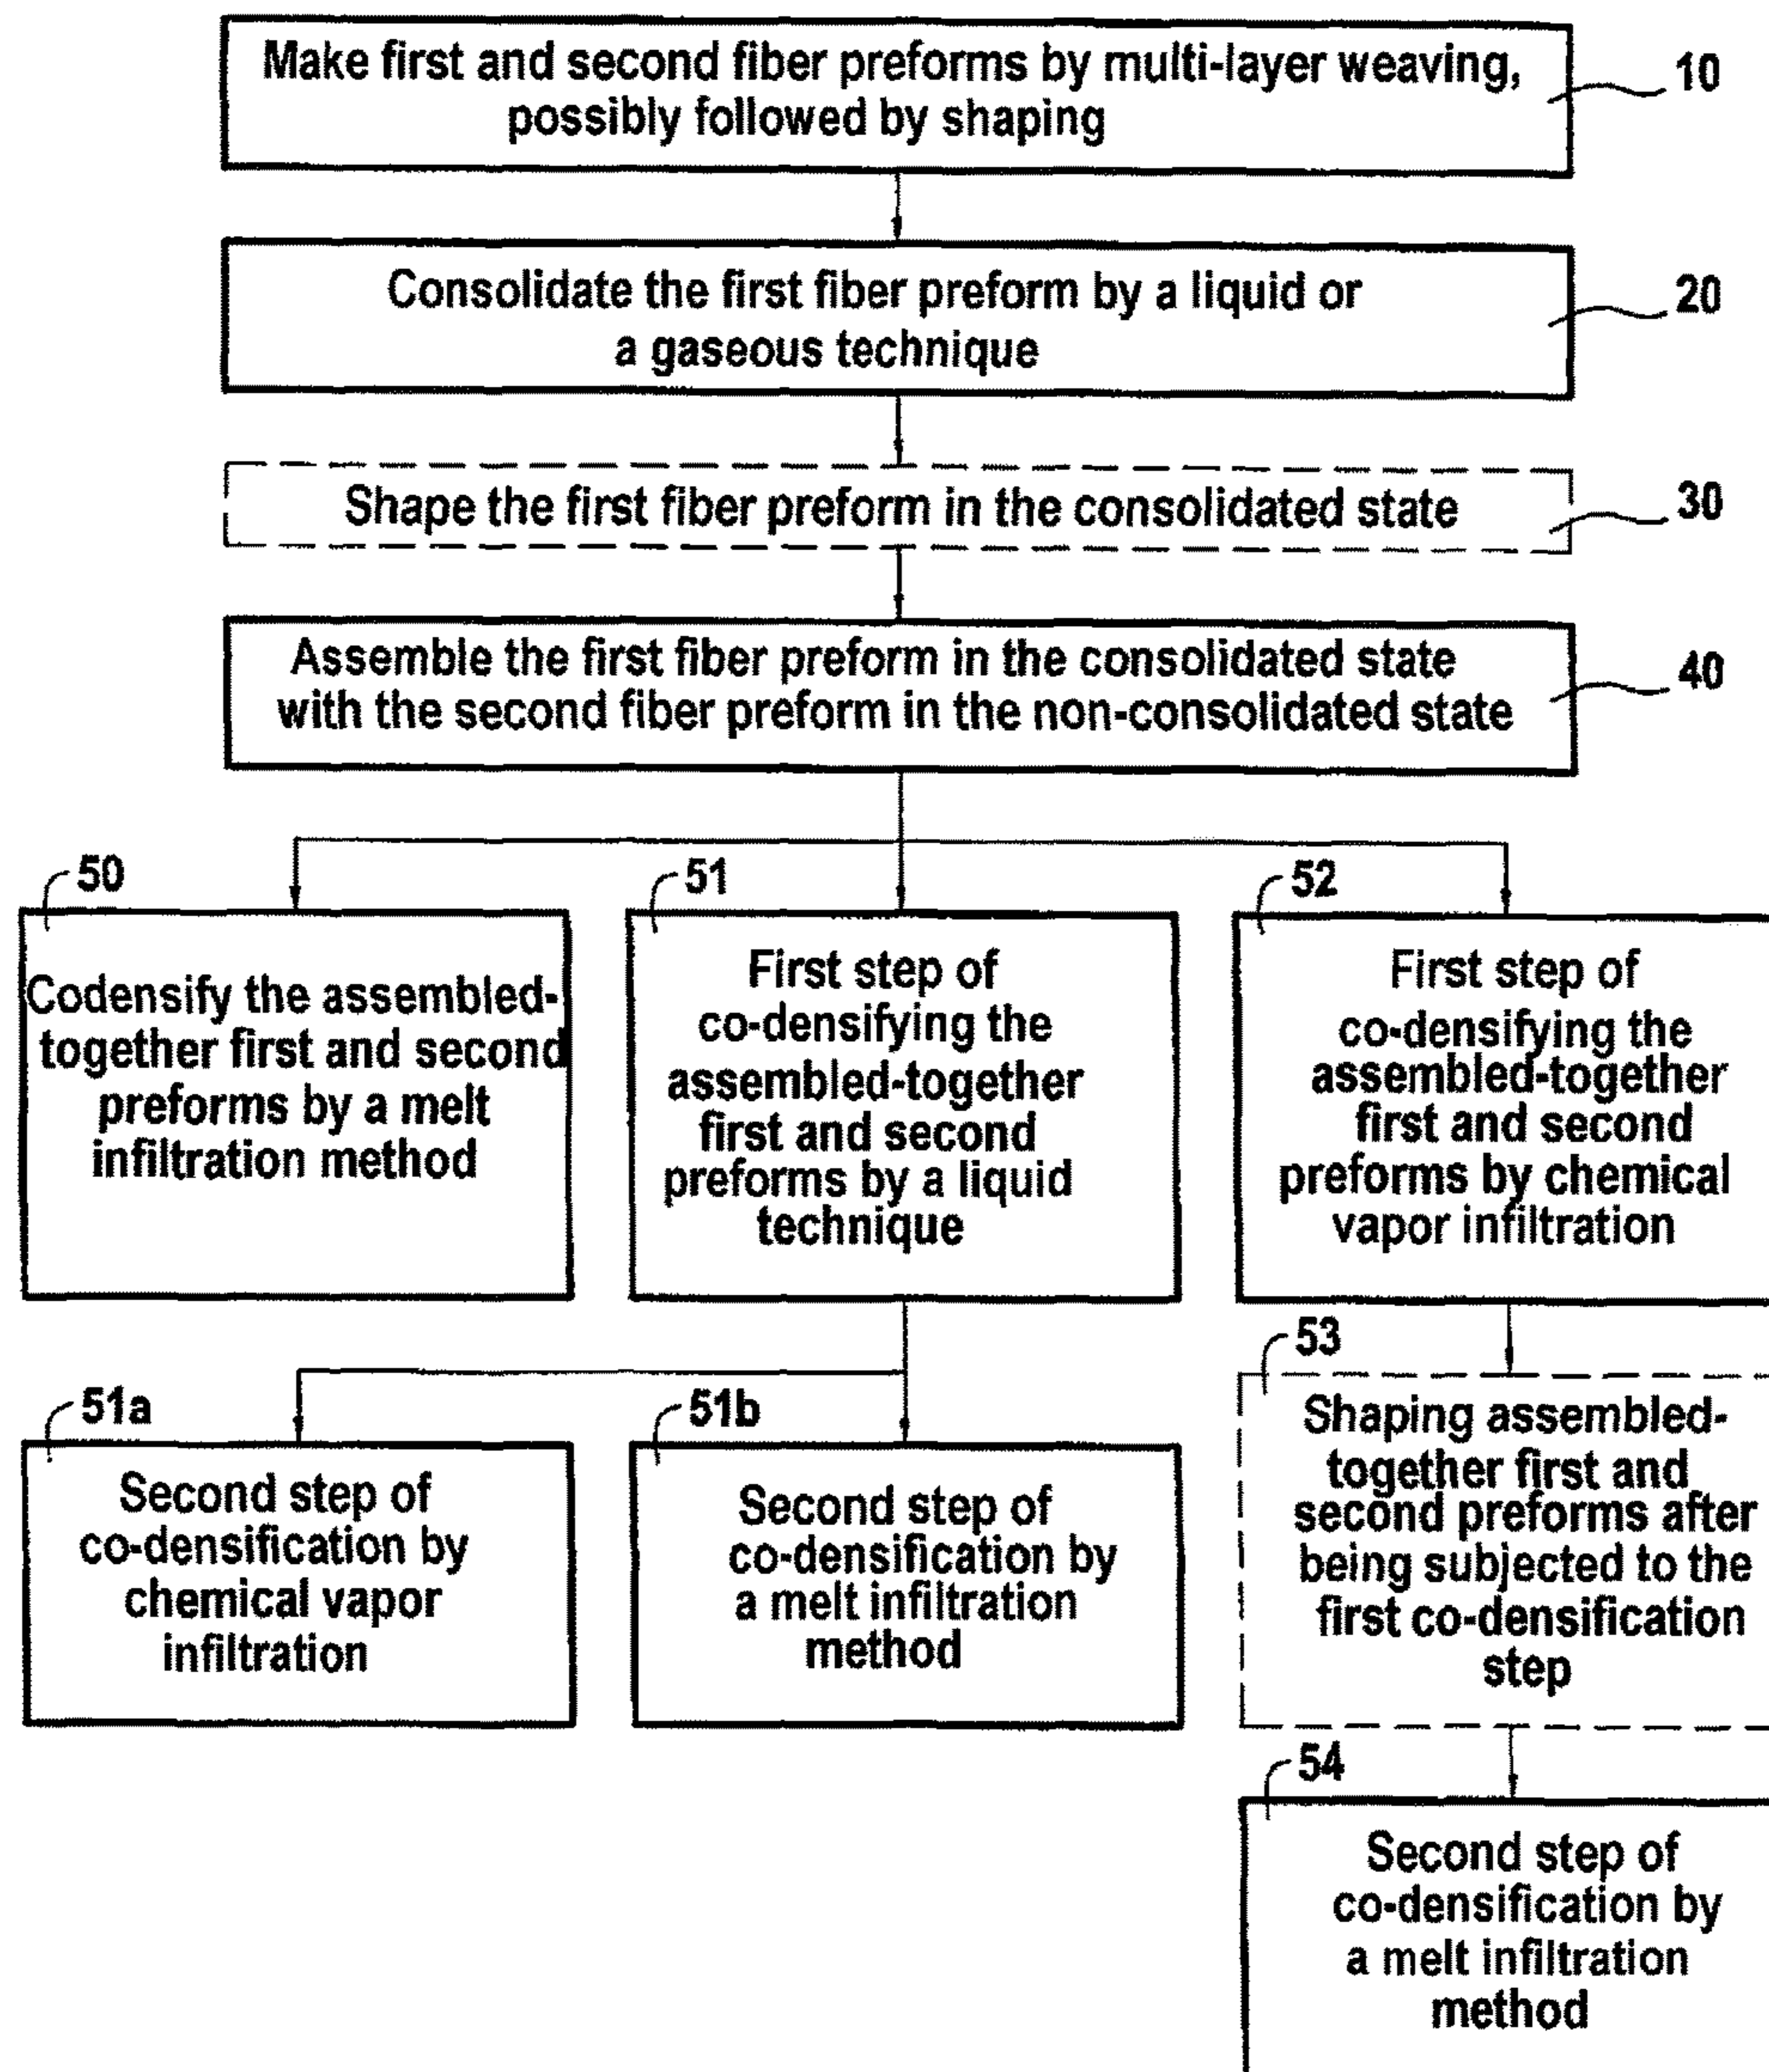 Make first and second fiber preforms by multi-layer weaving,
possibly followed by shaping
10
Consolidate the first fiber preform by a liquid or
a gaseous technique
20
Shape the first fiber preform in the consolidated state
30
Assemble the first fiber preform in the consolidated state
with the second fiber preform in the non-consolidated state
40
50
Codensify the assembled-
together first and second
preforms by a melt
infiltration method
51
First step of
co-densifying the
assembled-together
first and second
preforms by a liquid
technique
52
First step of
co-densifying the
assembled-together
first and second
preforms by chemical
vapor infiltration
51a
Second step of
co-densification by
chemical vapor
infiltration
51b
Second step of
co-densification by
a melt infiltration
method
53
Shaping assembled-
together first and
second preforms after
being subjected to the
first co-densification
step
54
Second step of
co-densification by
a melt infiltration
method